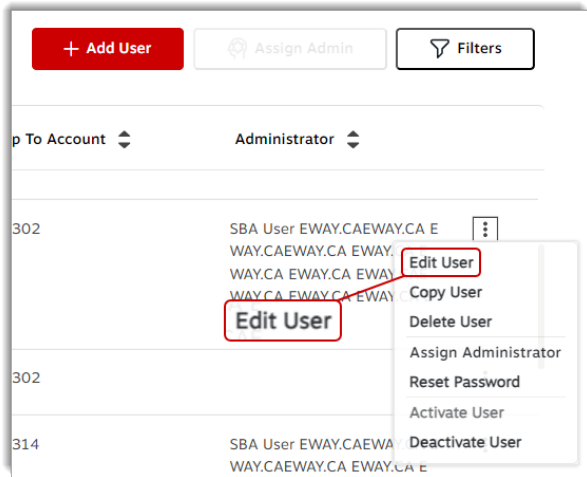 + Add User
Assign Admin
Filters
p To Account
Administrator
302
SBA User EWAY.CAEWAY.CA E
WAY.CAEWAY.CA EWAY.
WAY.CA EWAY.CA EWAY
WAY.CA EWAY.CA EWAY.
Edit User
Copy User
Delete User
Assign Administrator
Reset Password
Activate User
Deactivate User
Edit User
302
314
SBA User EWAY.CAEWAY
WAY.CAEWAY.CA EWAY.CA E